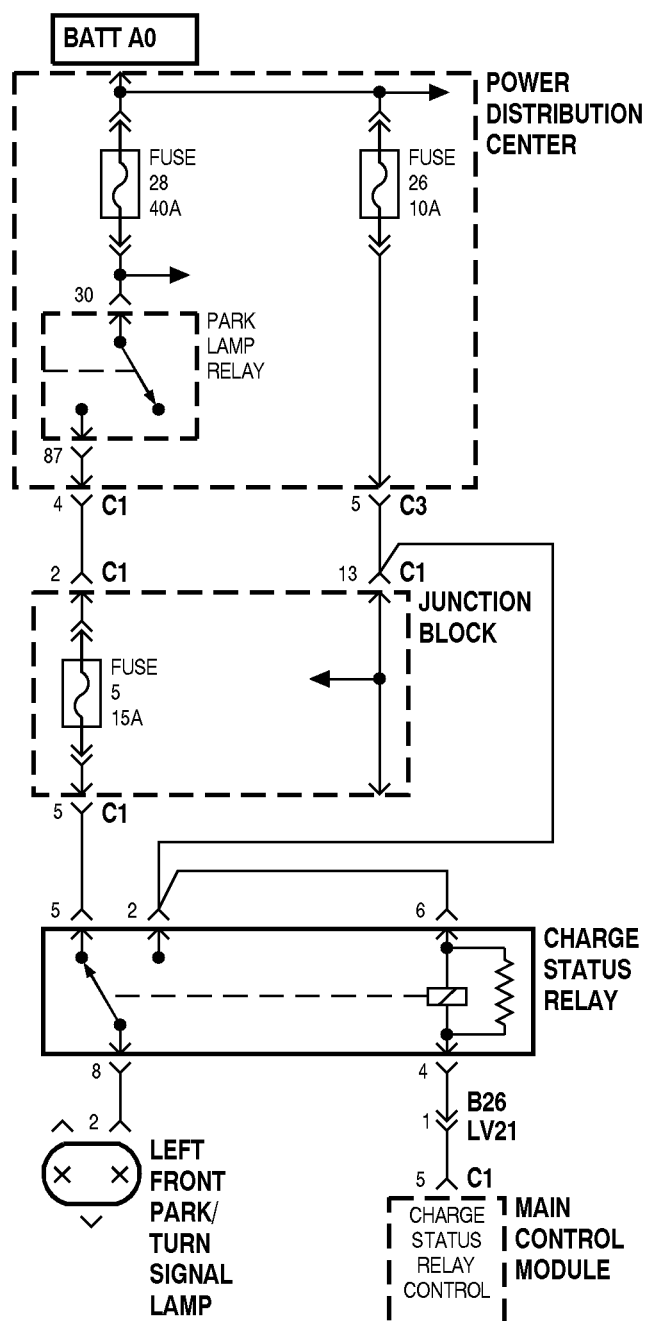 BATT A0
POWER
DISTRIBUTION
CENTER
FUSE
28
40A
FUSE
26
10A
30
PARK
LAMP
RELAY
87
4 C1
5 C3
2 C1
13 C1
JUNCTION
BLOCK
FUSE
5
15A
5 C1
5
2
6
CHARGE
STATUS
RELAY
8
4
B26
1
LV21
2
5 C1
LEFT
FRONT
PARK/
TURN
SIGNAL
LAMP
CHARGE
STATUS
RELAY
CONTROL
MAIN
CONTROL
MODULE